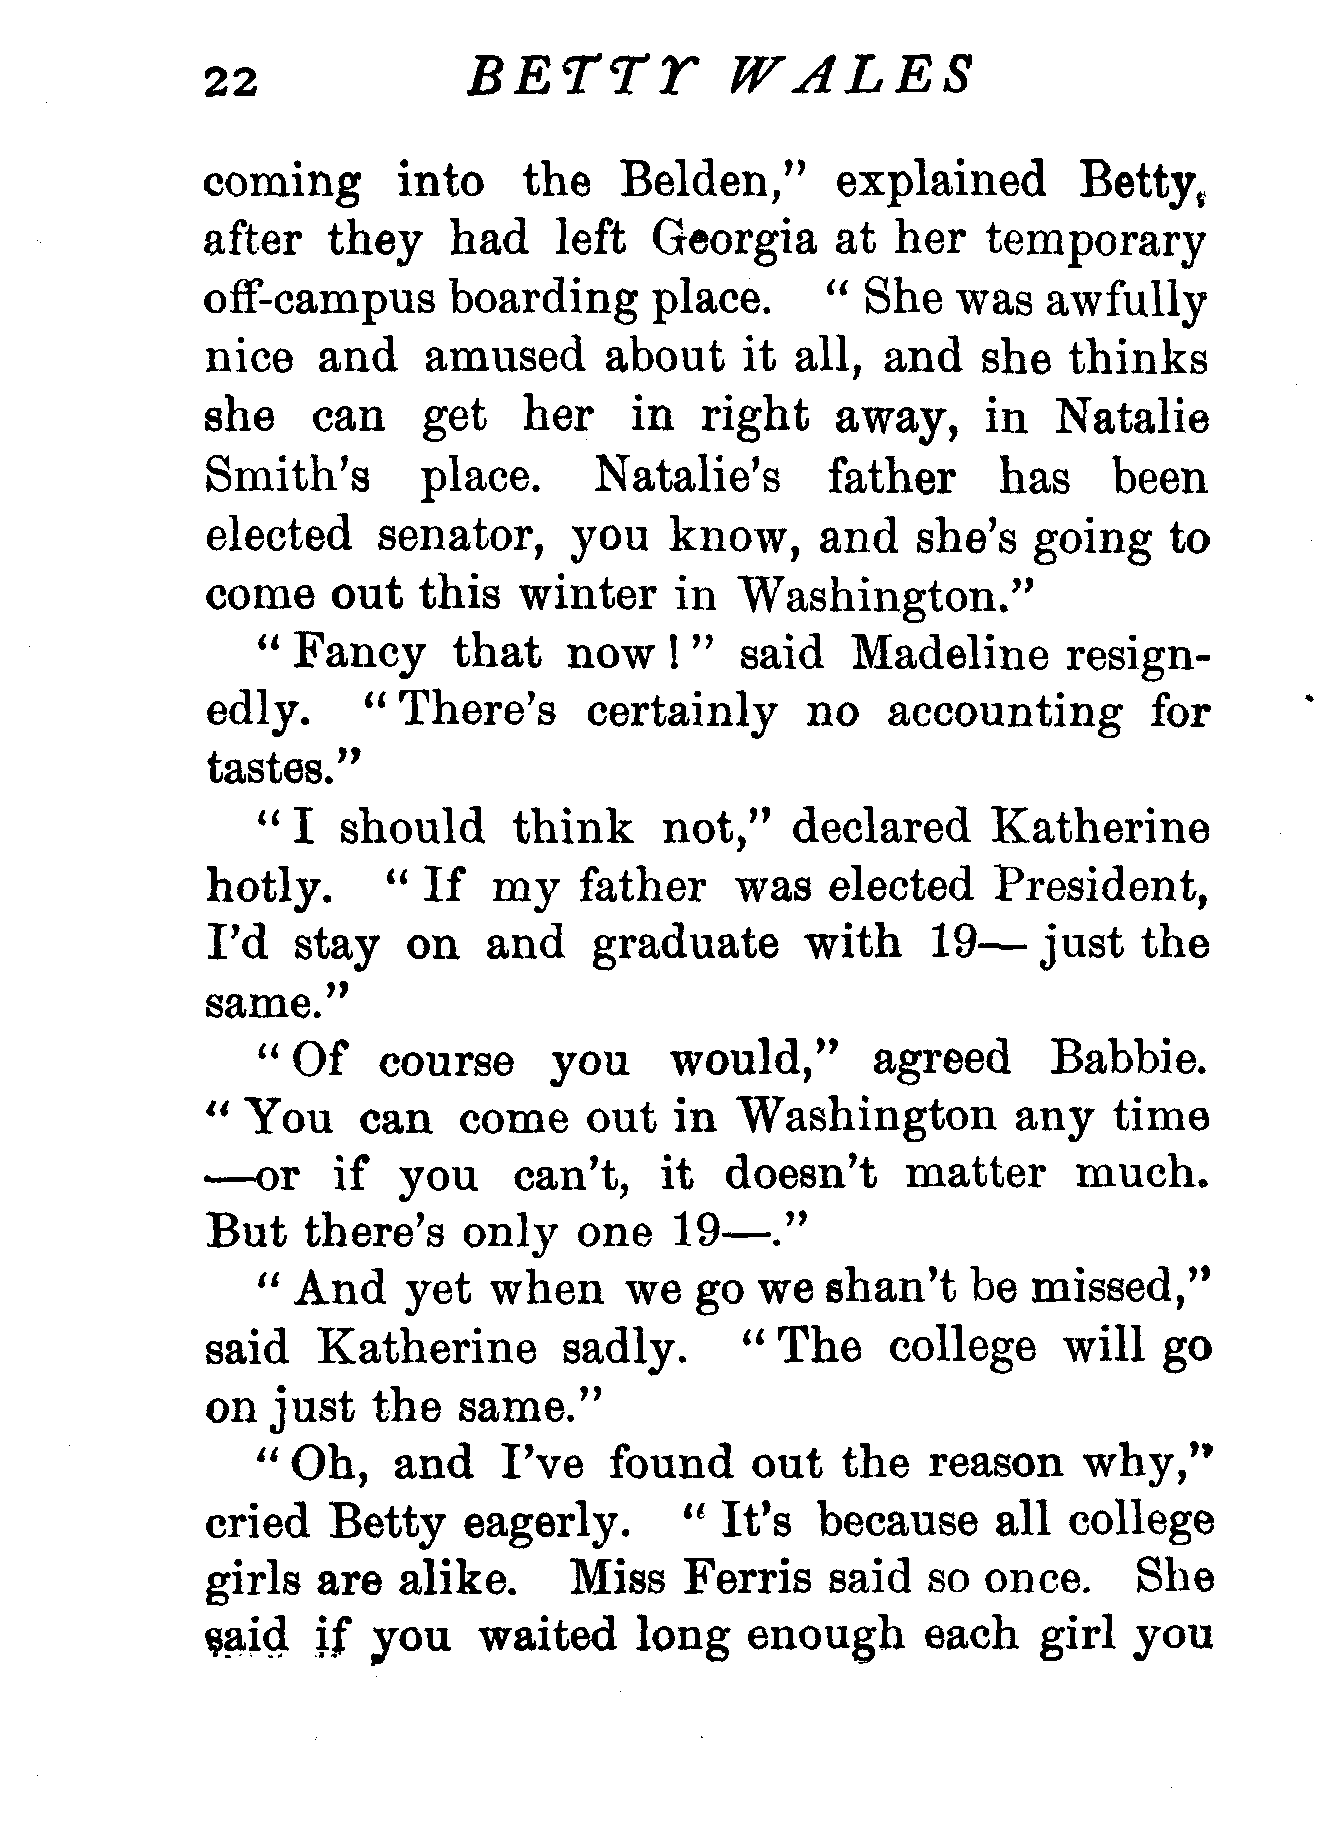 22 BETTY WALES
coming into the Belden,” explained Betty,
after they had left Georgia at her temporary
off-campus boarding place. “ She was awfully
nice and amused about it all, and she thinks
she can get her in right away, in Natalie
Smith’s place. Natalie’s father has been
elected senator, you know, and she’s going to
come out this winter in Washington.”
“ Fancy that now ! ” said Madeline resign-
edly. “ There’s certainly no accounting for
tastes.”
“ I should think not,” declared Katherine
hotly. “ If my father was elected President,
I’d stay on and graduate with 19— just the
same.”
“ Of course you would,” agreed Babbie.
“ You can come out in Washington any time
—or if you can’t, it doesn’t matter much.
But there’s only one 19—.”
“ And yet when we go we shan’t be missed,”
said Katherine sadly. “ The college will go
on just the same.”
“ Oh, and I’ve found out the reason why,”
cried Betty eagerly. “ It’s because all college
girls are alike. Miss Ferris said so once. She
said if you waited long enough each girl you